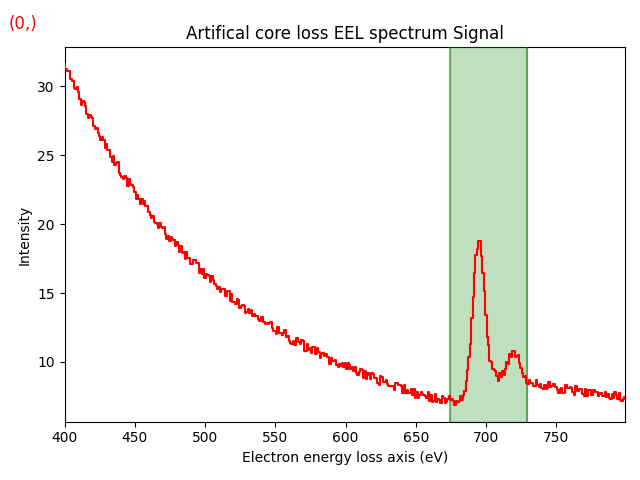 (0,)
Artifical core loss EEL spectrum Signal
Intensity
30
25
20
15
10
400 450 500 550 600 650 700 750
Electron energy loss axis (eV)